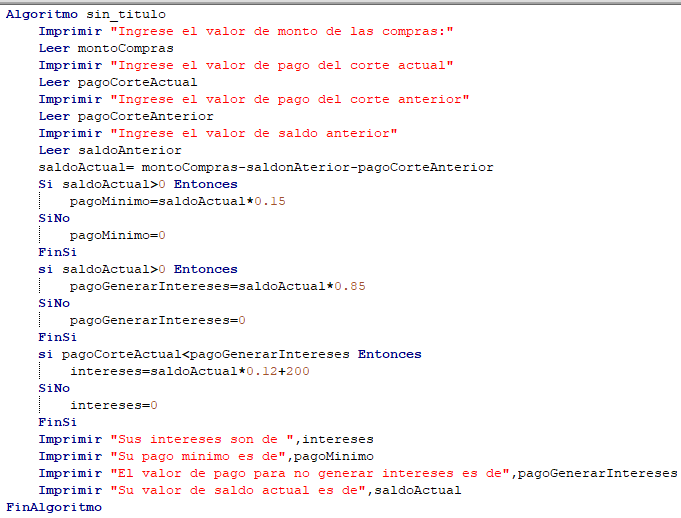 Algoritmo sin_titulo
Imprimir "Ingrese el valor de monto de las compras:"
Leer montoCompras
Imprimir "Ingrese el valor de pago del corte actual"
Leer pagoCorteActual
Imprimir "Ingrese el valor de pago del corte anterior"
Leer pagoCorteAnterior
Imprimir "Ingrese el valor de saldo anterior"
Leer saldoAnterior
saldoActual= montoCompras-saldonAterior-pagoCorteAnterior
Si saldoActual>0 Entonces
pagoMinimo=saldoActual*0.15
SiNo
pagoMinimo=0
FinSi
si saldoActual>0 Entonces
pagoGenerarIntereses=saldoActual*0.85
SiNo
pagoGenerarIntereses=0
FinSi
si pagoCorteActual<pagoGenerarIntereses Entonces
intereses=saldoActual*0.12+200
SiNo
intereses=0
FinSi
Imprimir "Sus intereses son de ",intereses
Imprimir "Su pago minimo es de",pagoMinimo
Imprimir "El valor de pago para no generar intereses es de",pagoGenerarIntereses
Imprimir "Su valor de saldo actual es de",saldoActual
FinAlgoritmo